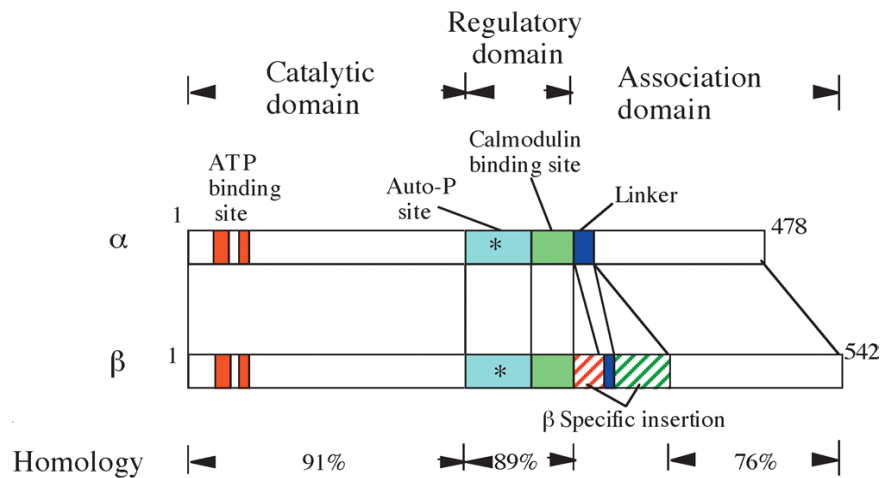 Regulatory
domain
Catalytic
domain
Association
domain
Calmodulin
binding site
ATP
binding
site
Auto-P
site
Linker
1
478
α
*
1
542
β
*
β Specific insertion
Homology
91%
89%
76%